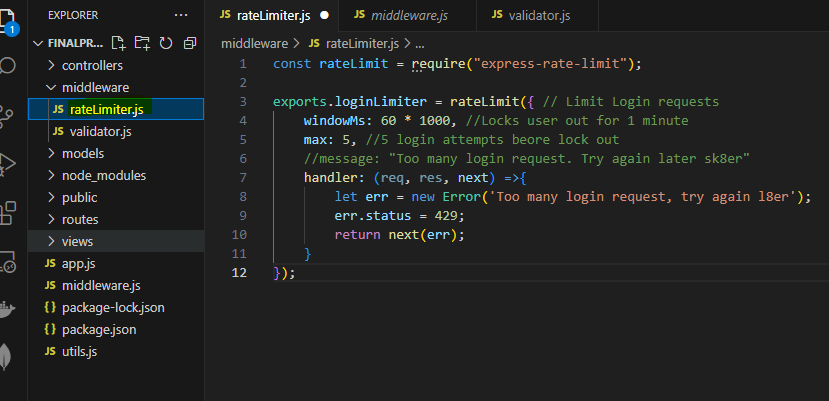 EXPLORER
...
rateLimiter.js
middleware.js
validator.js
1
FINALPR...
controllers
middleware
JS rateLimiter.js
JS validator.js
models
node_modules
public
routes
views
JS app.js
JS middleware.js
{} package-lock.json
{} package.json
JS utils.js
middleware > JS rateLimiter.js > ...
1 const rateLimit = require("express-rate-limit");
2
3 exports.loginLimiter = rateLimit({ // Limit Login requests
4 windowMs: 60 * 1000, //Locks user out for 1 minute
5 max: 5, //5 login attempts beore lock out
6 //message: "Too many login request. Try again later sk8er"
7 handler: (req, res, next) =>{
8 let err = new Error('Too many login request, try again l8er');
9 err.status = 429;
10 return next(err);
11 }
12 });